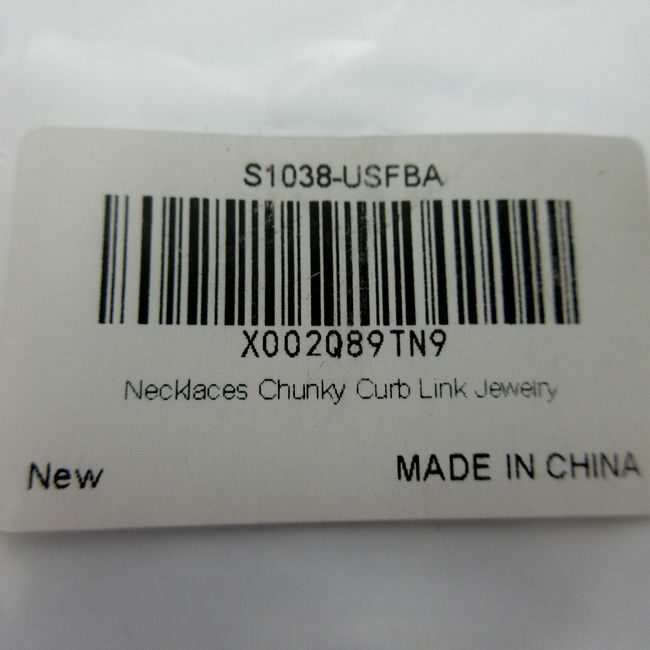 S1038-USFBA
X002Q89TN9
Necklaces Chunky Curb Link Jewelry
New
MADE IN CHINA